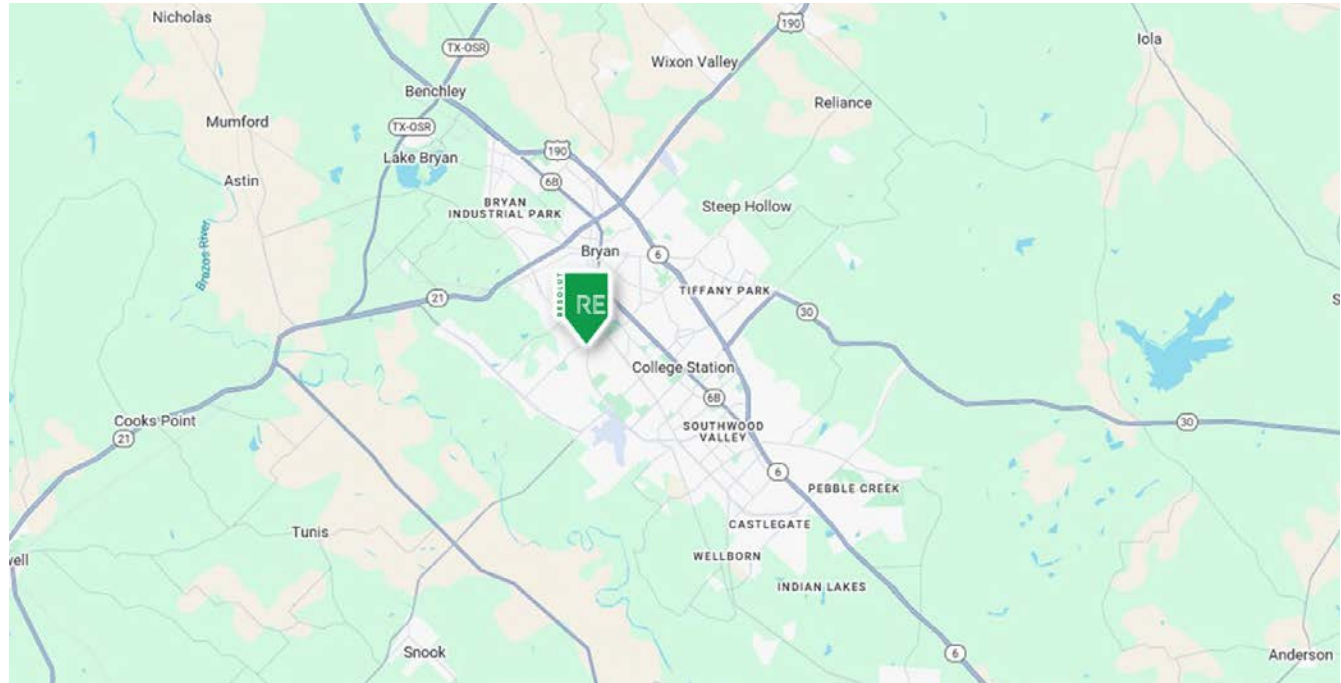 Nicholas
190
Iola
TX-OSR
Wixon Valley
Benchley
Reliance
Mumford
TX-OSR
Lake Bryan
190
Astin
6B
BRYAN
INDUSTRIAL PARK
Steep Hollow
Brazos River
Bryan
6
RESOLUT
RE
TIFFANY PARK
21
30
College Station
6B
Cooks Point
21
SOUTHWOOD
VALLEY
30
6
PEBBLE CREEK
CASTLEGATE
Tunis
WELLBORN
INDIAN LAKES
Snook
6
Anderson